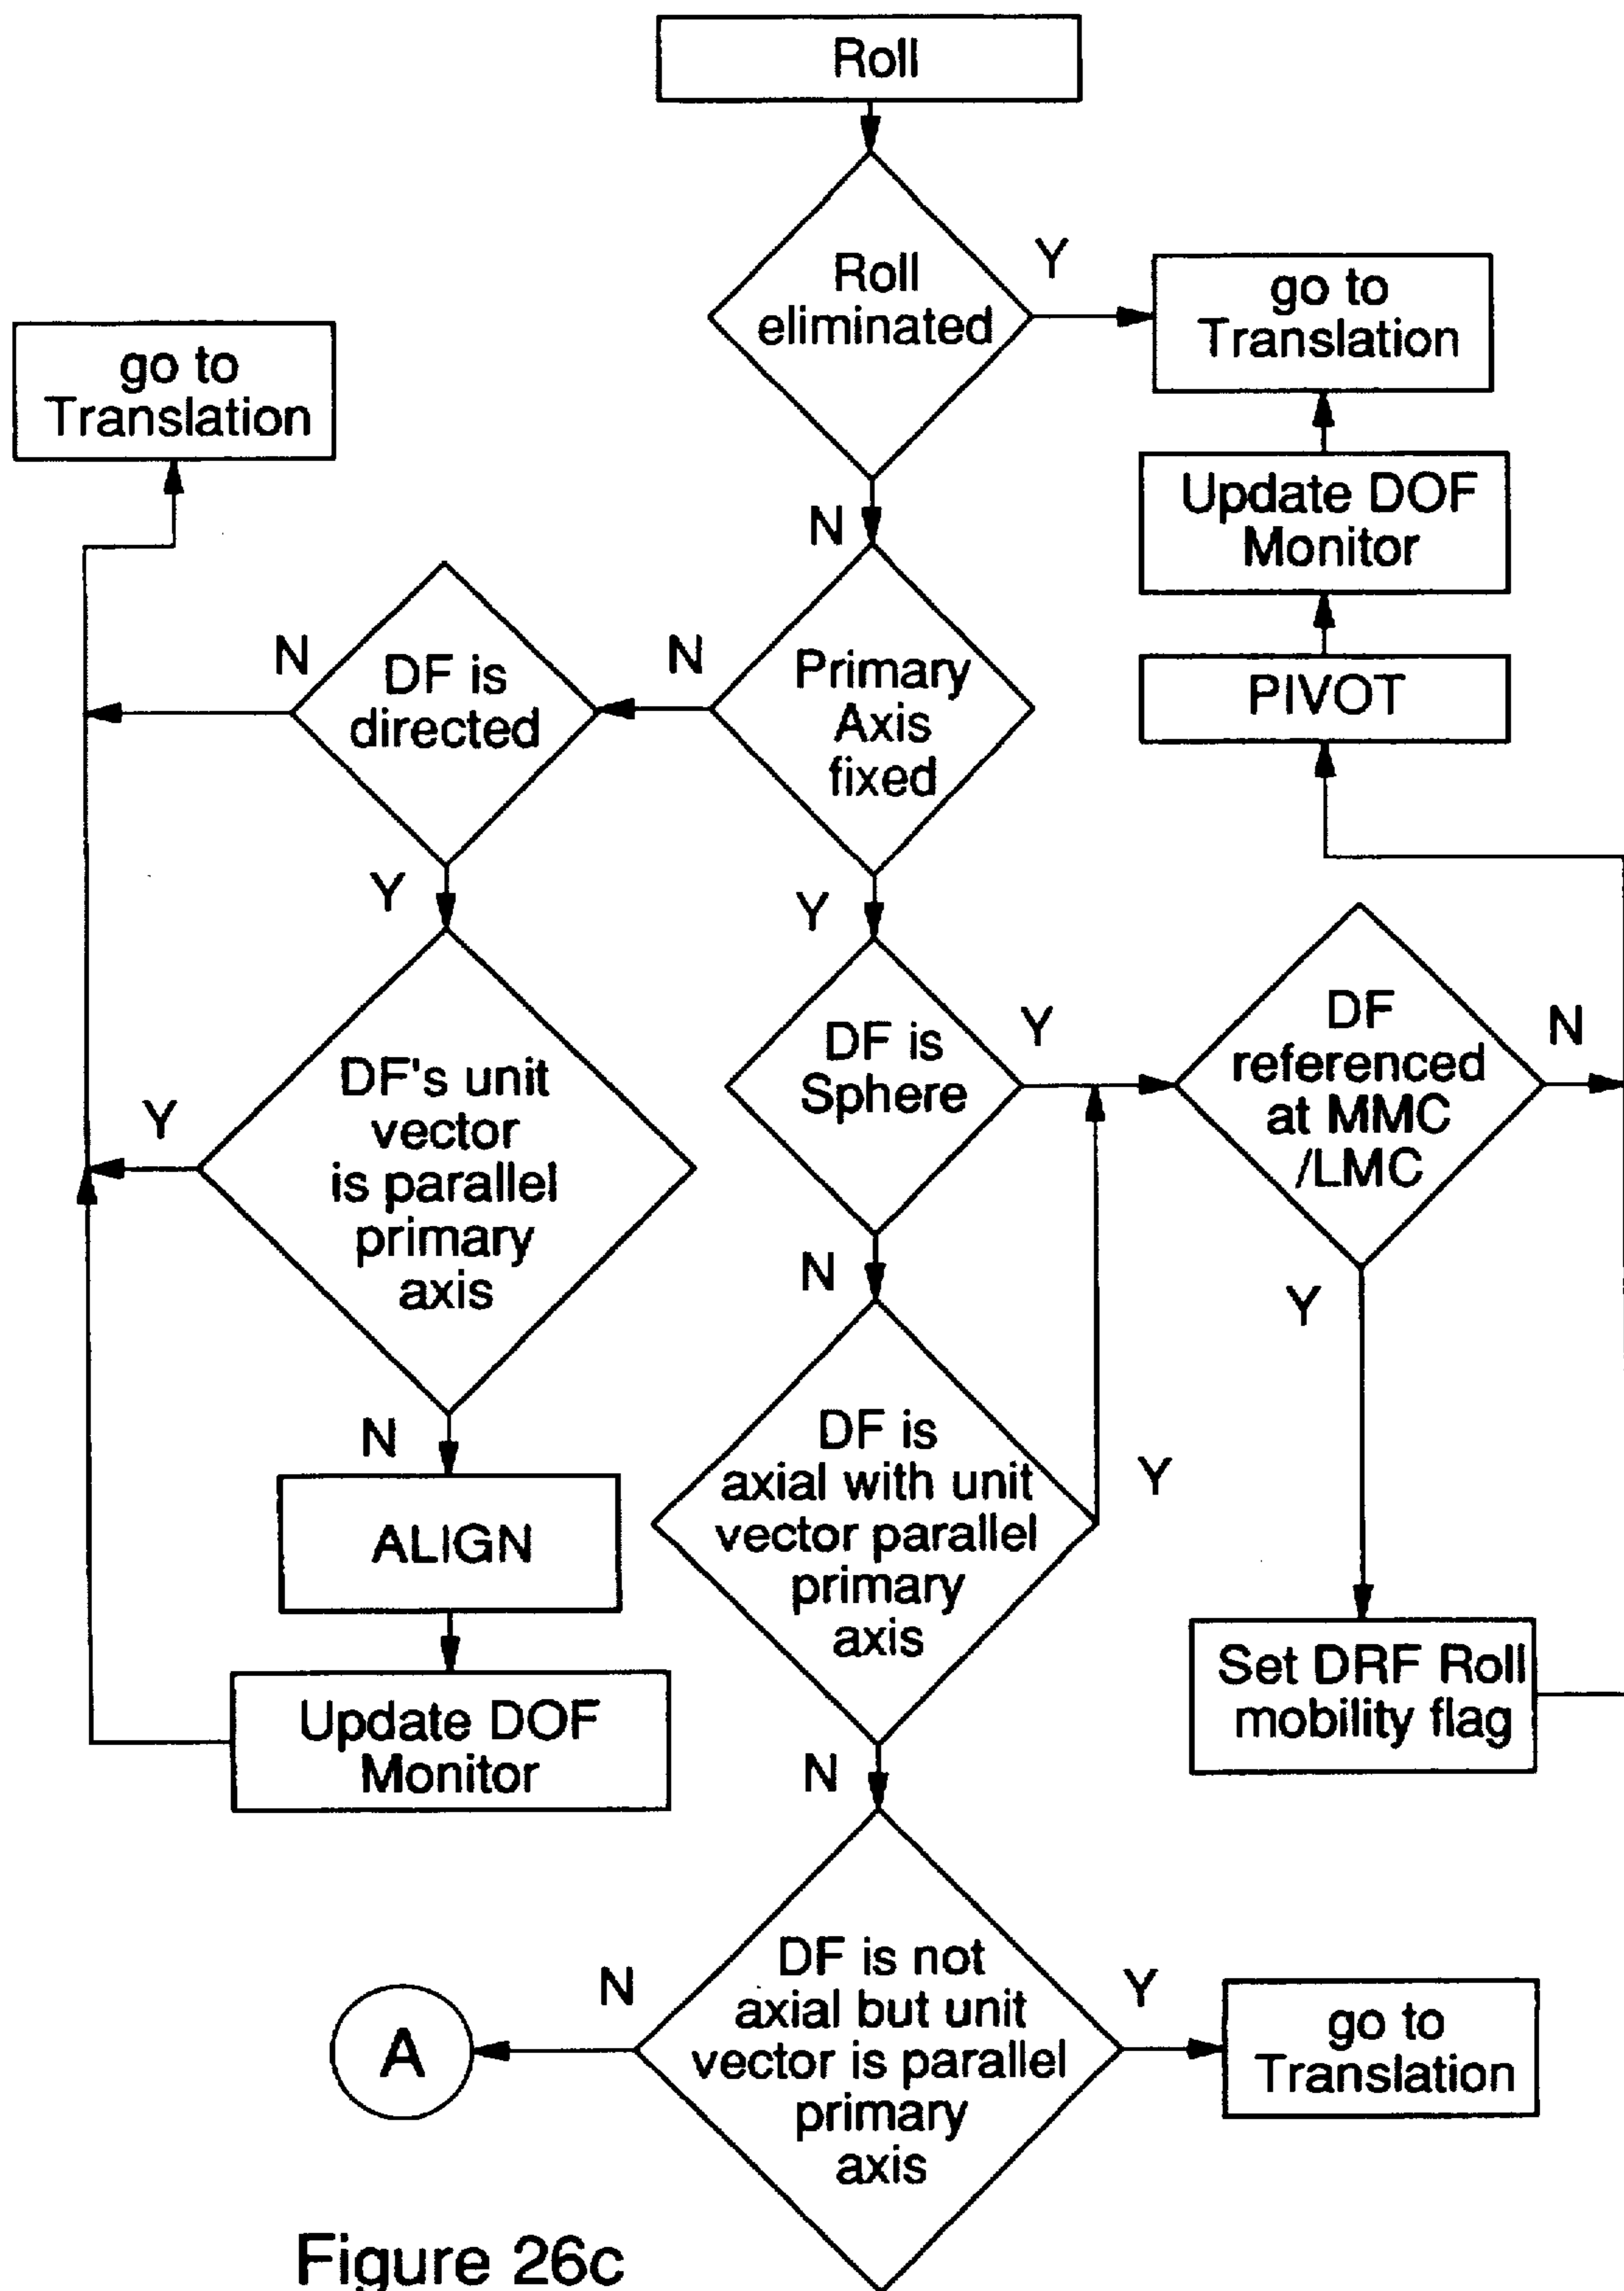 Roll
Roll
eliminated
Y
go to
Translation
go to
Translation
N
Update DOF
Monitor
N
DF is
directed
N
Primary
Axis
fixed
PIVOT
Y
Y
DF's unit
vector
is parallel
primary
axis
Y
DF is
Sphere
Y
DF
referenced
at MMC
/LMC
N
N
Y
N
ALIGN
DF is
axial with unit
vector parallel
primary
axis
Y
Update DOF
Monitor
Set DRF Roll
mobility flag
N
A
N
DF is not
axial but unit
vector is parallel
primary
axis
Y
go to
Translation
Figure 26c